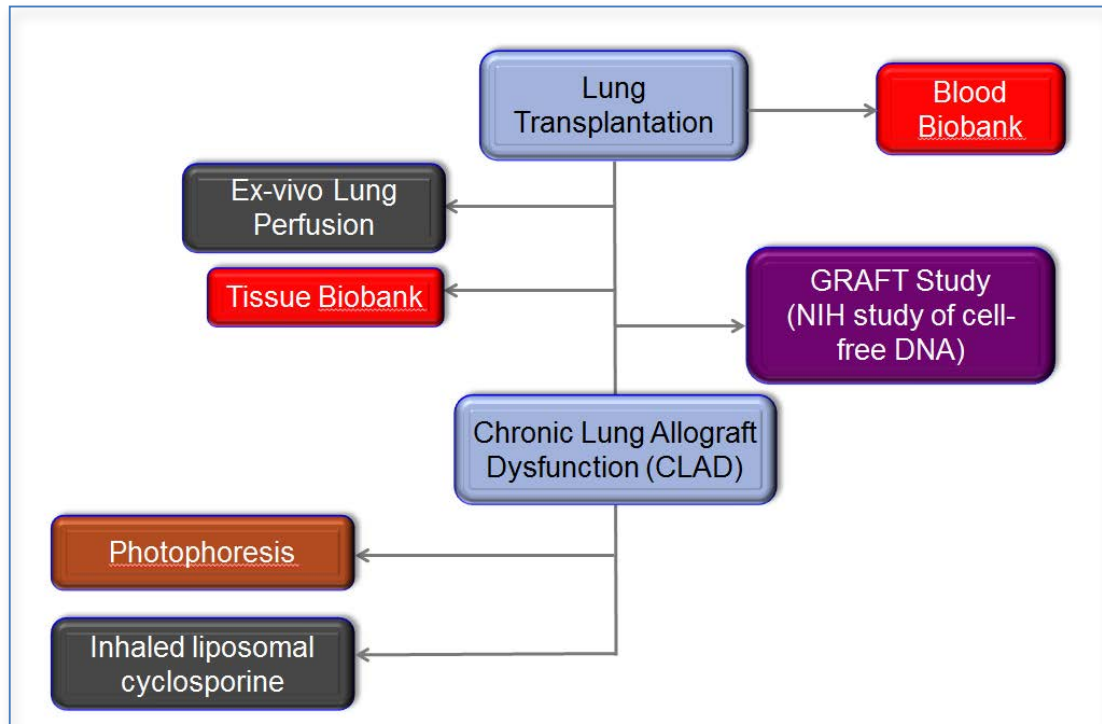 Lung
Transplantation
Blood
Biobank
Ex-vivo Lung
Perfusion
Tissue Biobank
GRAFT Study
(NIH study of cell-
free DNA)
Chronic Lung Allograft
Dysfunction (CLAD)
Photophoresis
Inhaled liposomal
cyclosporine